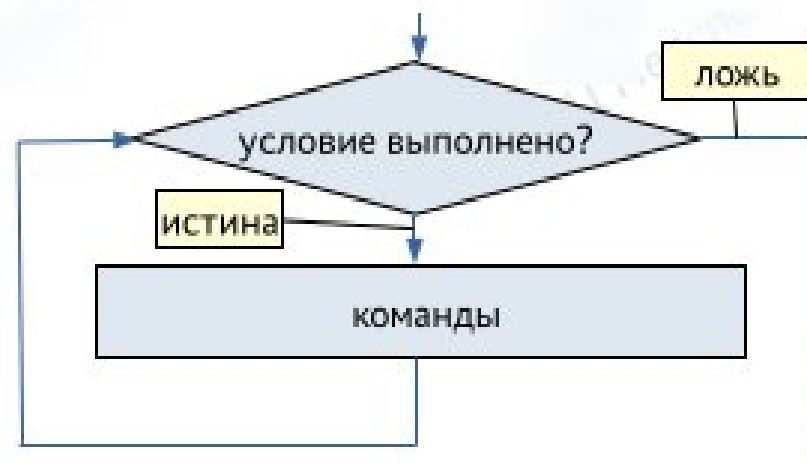 ложь
условие выполнено?
истина
команды